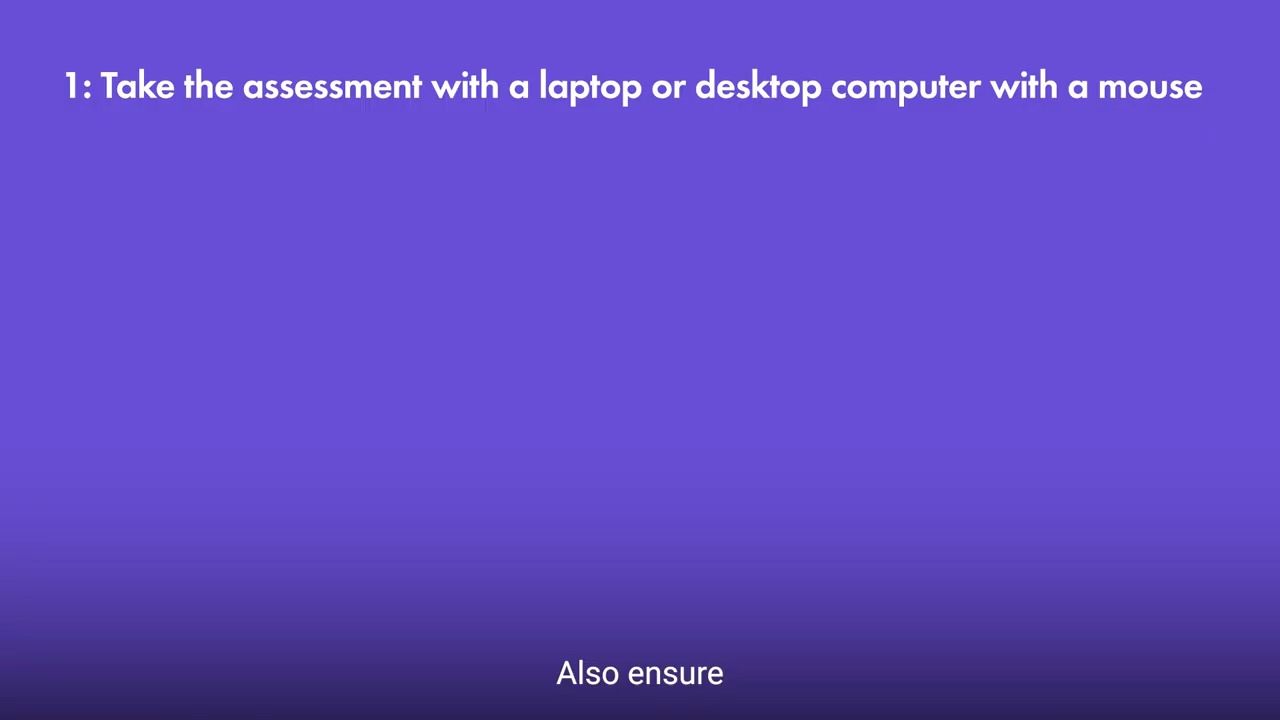 1: Take the assessment with a laptop or desktop computer with a mouse
Also ensure